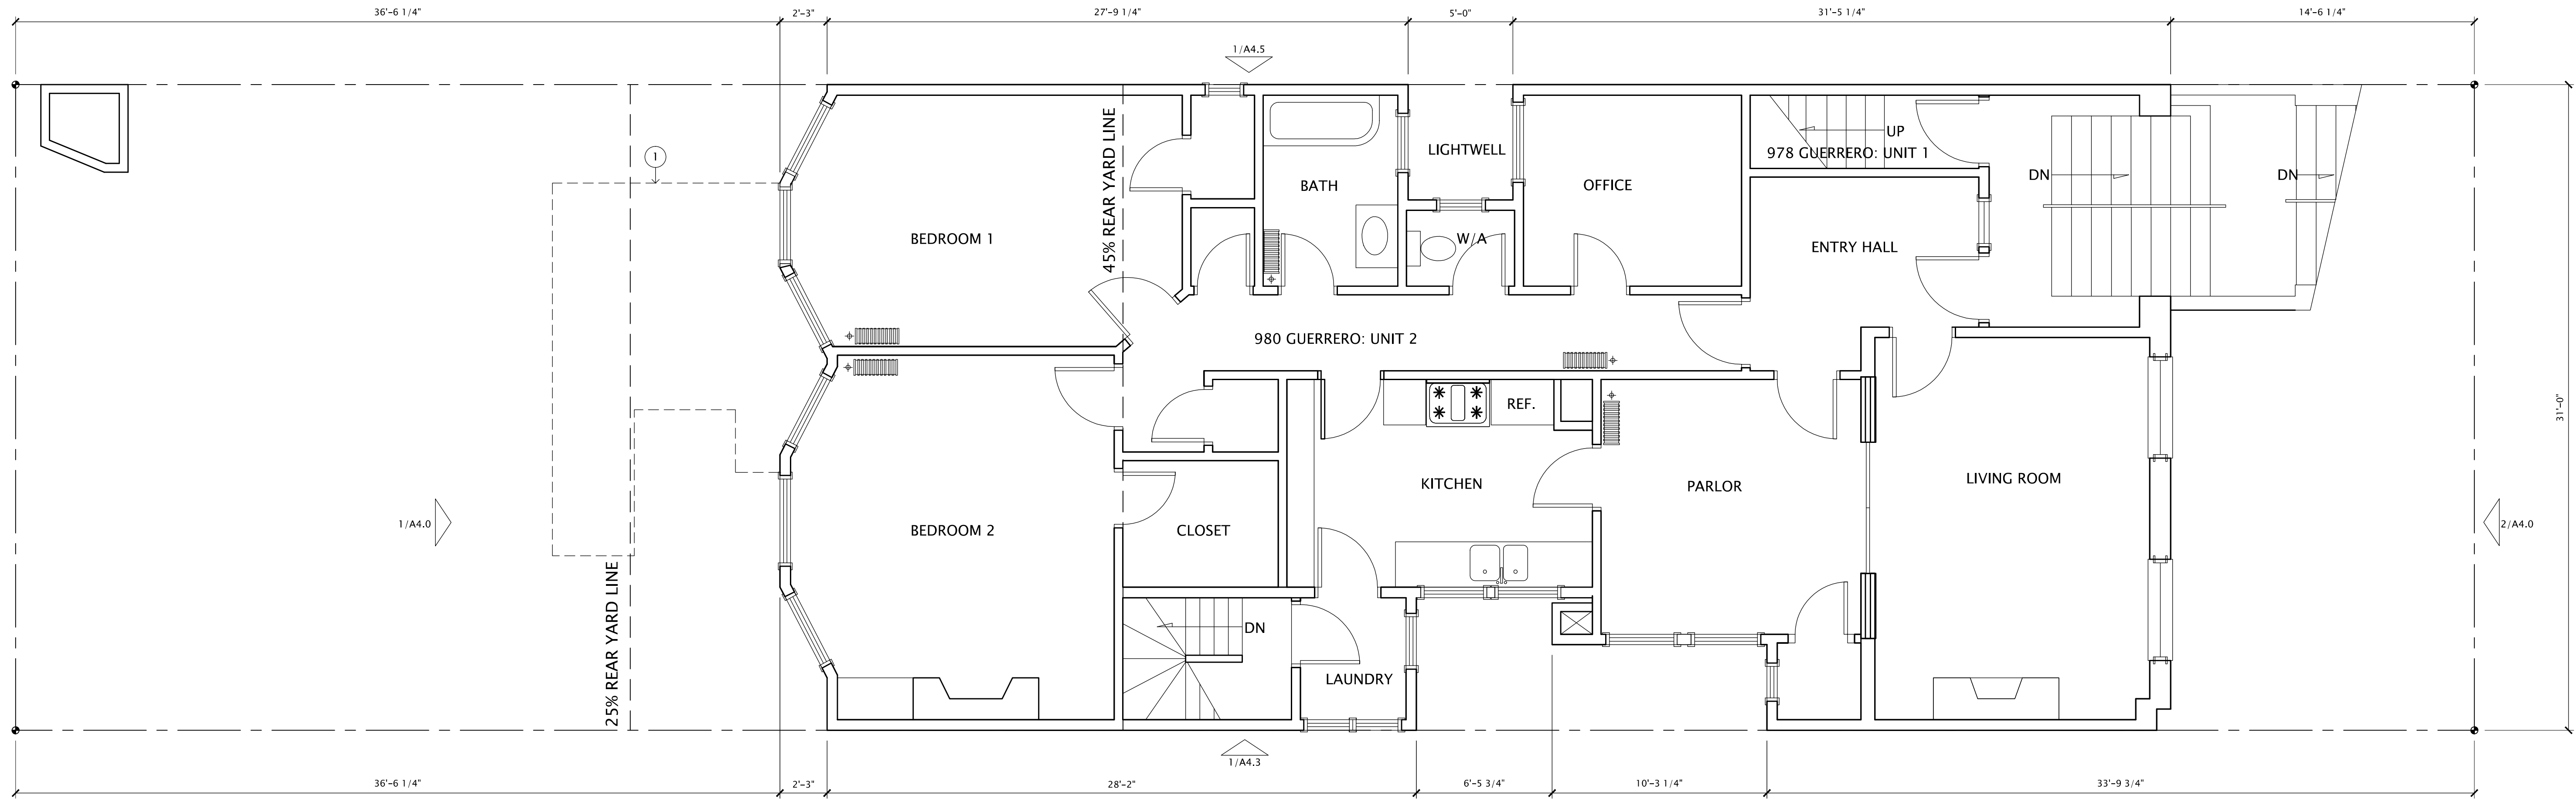 36'-6 1/4"
2'-3"
27'-9 1/4"
5'-0"
31'-5 1/4"
14'-6 1/4"
1/A4.5
45% REAR YARD LINE
1
UP
LIGHTWELL
978 GUERRERO: UNIT 1
DN
DN
BATH
OFFICE
BEDROOM 1
W/A
ENTRY HALL
980 GUERRERO: UNIT 2
REF.
31'-0"
LIVING ROOM
KITCHEN
PARLOR
1/A4.0
2/A4.0
BEDROOM 2
CLOSET
25% REAR YARD LINE
DN
LAUNDRY
1/A4.3
36'-6 1/4"
2'-3"
28'-2"
6'-5 3/4"
10'-3 1/4"
33'-9 3/4"